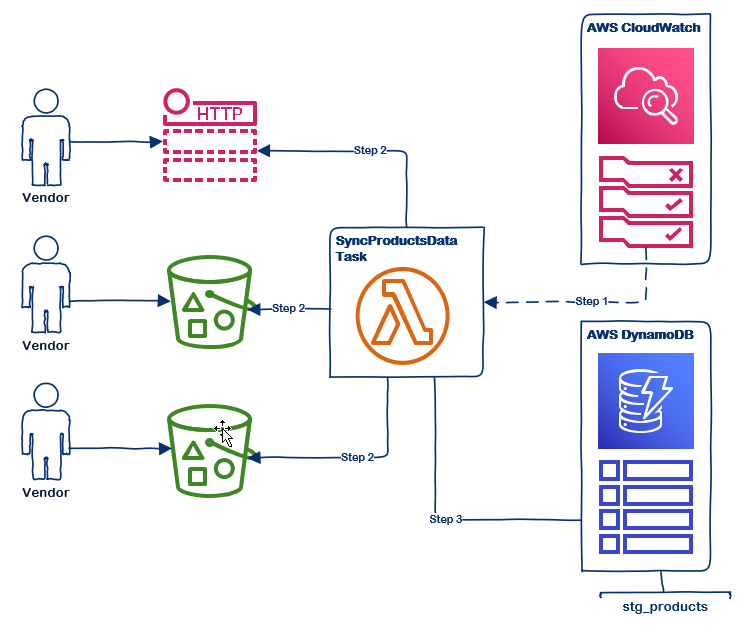 AWS CloudWatch
HTTP
Vendor
Step 2
SyncProductsData
Task
Vendor
Step 2
Step 1
AWS DynamoDB
Vendor
Step 2
Step 3
stg_products